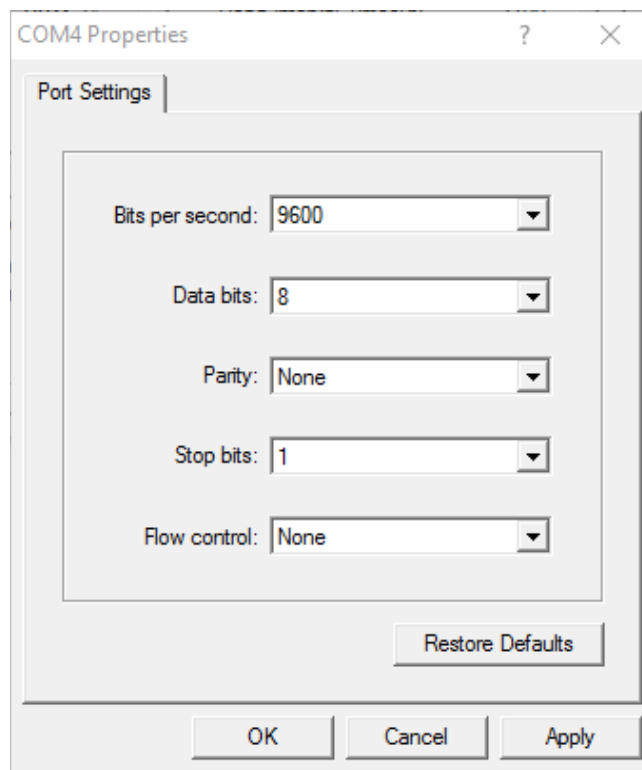 COM4 Properties ? ×
Port Settings
Bits per second: 9600
Data bits: 8
Parity: None
Stop bits: 1
Flow control: None
Restore Defaults
OK Cancel Apply